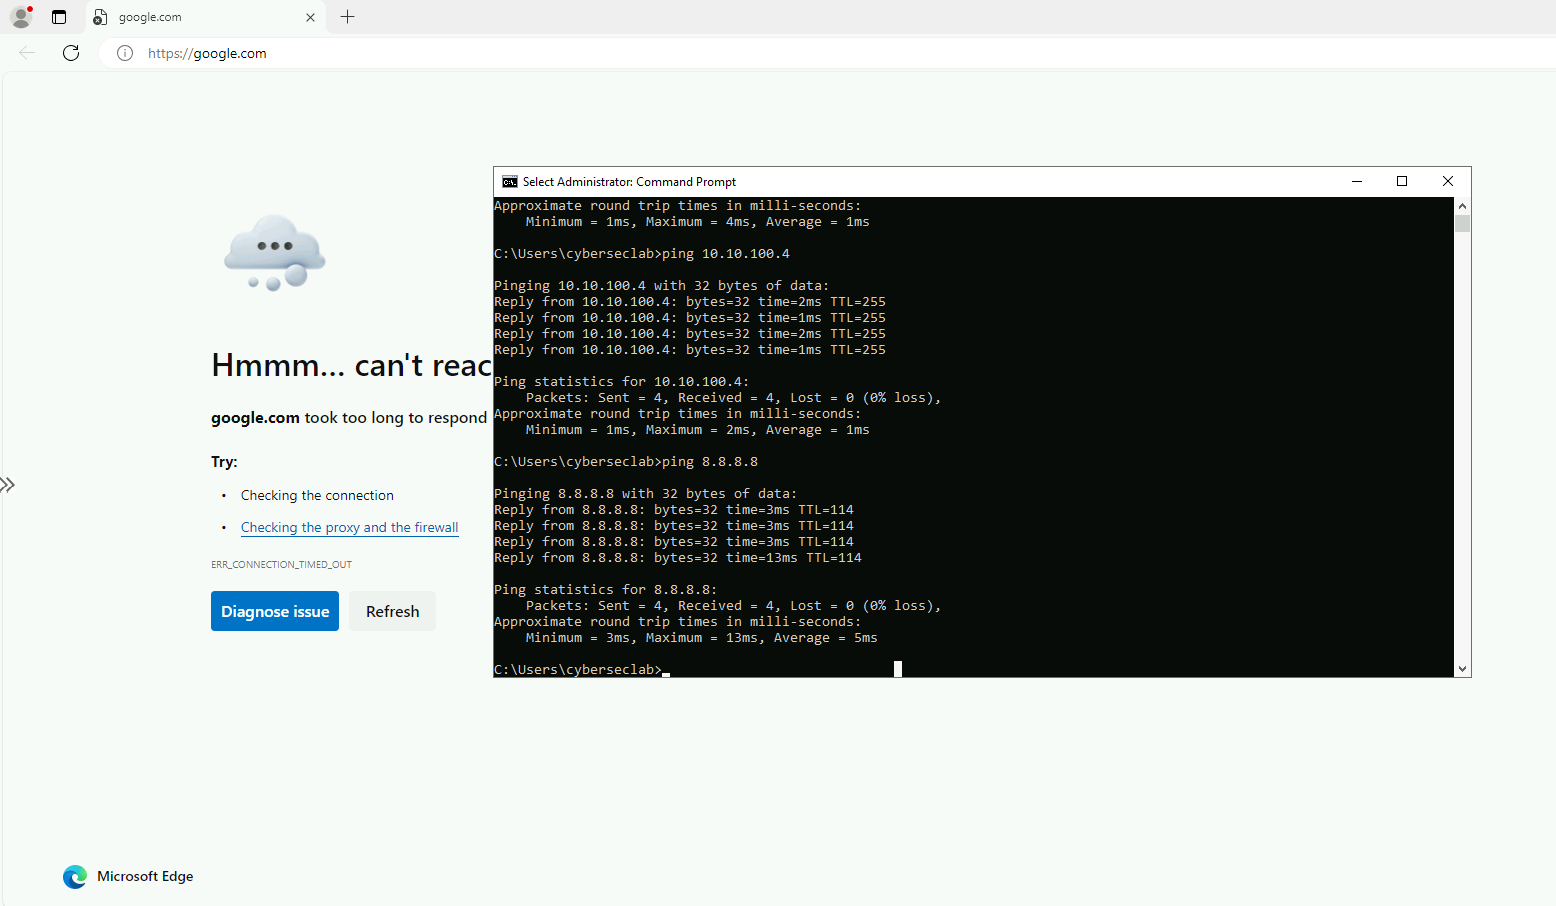 google.com
https://google.com
Hmmm... can't reac
google.com took too long to respond
Try:
• Checking the connection
• Checking the proxy and the firewall
ERR_CONNECTION_TIMED_OUT
Diagnose issue
Refresh
Microsoft Edge
C:\.
Select Administrator: Command Prompt
Approximate round trip times in milli-seconds:
    Minimum = 1ms, Maximum = 4ms, Average = 1ms
C:\Users\cyberseclab>ping 10.10.100.4
Pinging 10.10.100.4 with 32 bytes of data:
Reply from 10.10.100.4: bytes=32 time=2ms TTL=255
Reply from 10.10.100.4: bytes=32 time=1ms TTL=255
Reply from 10.10.100.4: bytes=32 time=2ms TTL=255
Reply from 10.10.100.4: bytes=32 time=1ms TTL=255
Ping statistics for 10.10.100.4:
    Packets: Sent = 4, Received = 4, Lost = 0 (0% loss),
Approximate round trip times in milli-seconds:
    Minimum = 1ms, Maximum = 2ms, Average = 1ms
C:\Users\cyberseclab>ping 8.8.8.8
Pinging 8.8.8.8 with 32 bytes of data:
Reply from 8.8.8.8: bytes=32 time=3ms TTL=114
Reply from 8.8.8.8: bytes=32 time=3ms TTL=114
Reply from 8.8.8.8: bytes=32 time=3ms TTL=114
Reply from 8.8.8.8: bytes=32 time=13ms TTL=114
Ping statistics for 8.8.8.8:
    Packets: Sent = 4, Received = 4, Lost = 0 (0% loss),
Approximate round trip times in milli-seconds:
    Minimum = 3ms, Maximum = 13ms, Average = 5ms
C:\Users\cyberseclab>